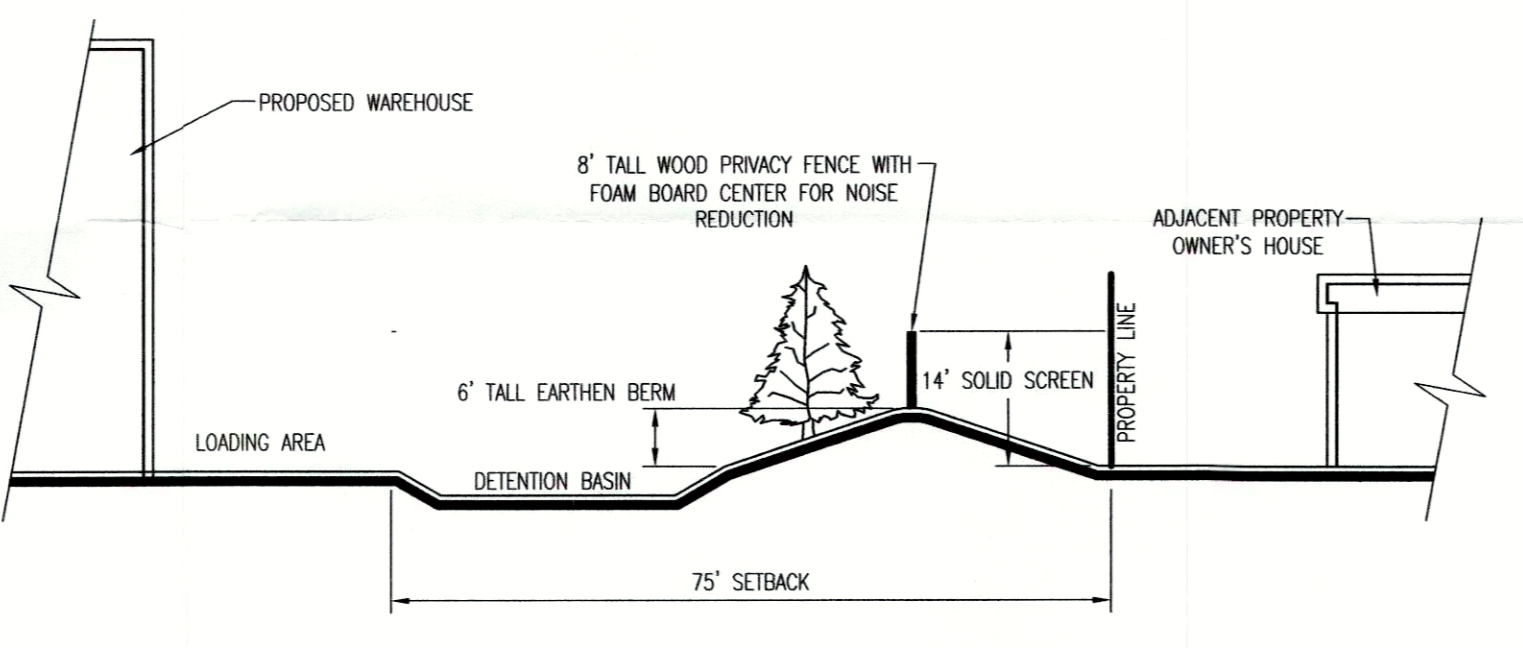 PROPOSED WAREHOUSE
8' TALL WOOD PRIVACY FENCE WITH
FOAM BOARD CENTER FOR NOISE
REDUCTION
ADJACENT PROPERTY
OWNER'S HOUSE
PROPERTY LINE
14' SOLID SCREEN
6' TALL EARTHEN BERM
LOADING AREA
DETENTION BASIN
75' SETBACK